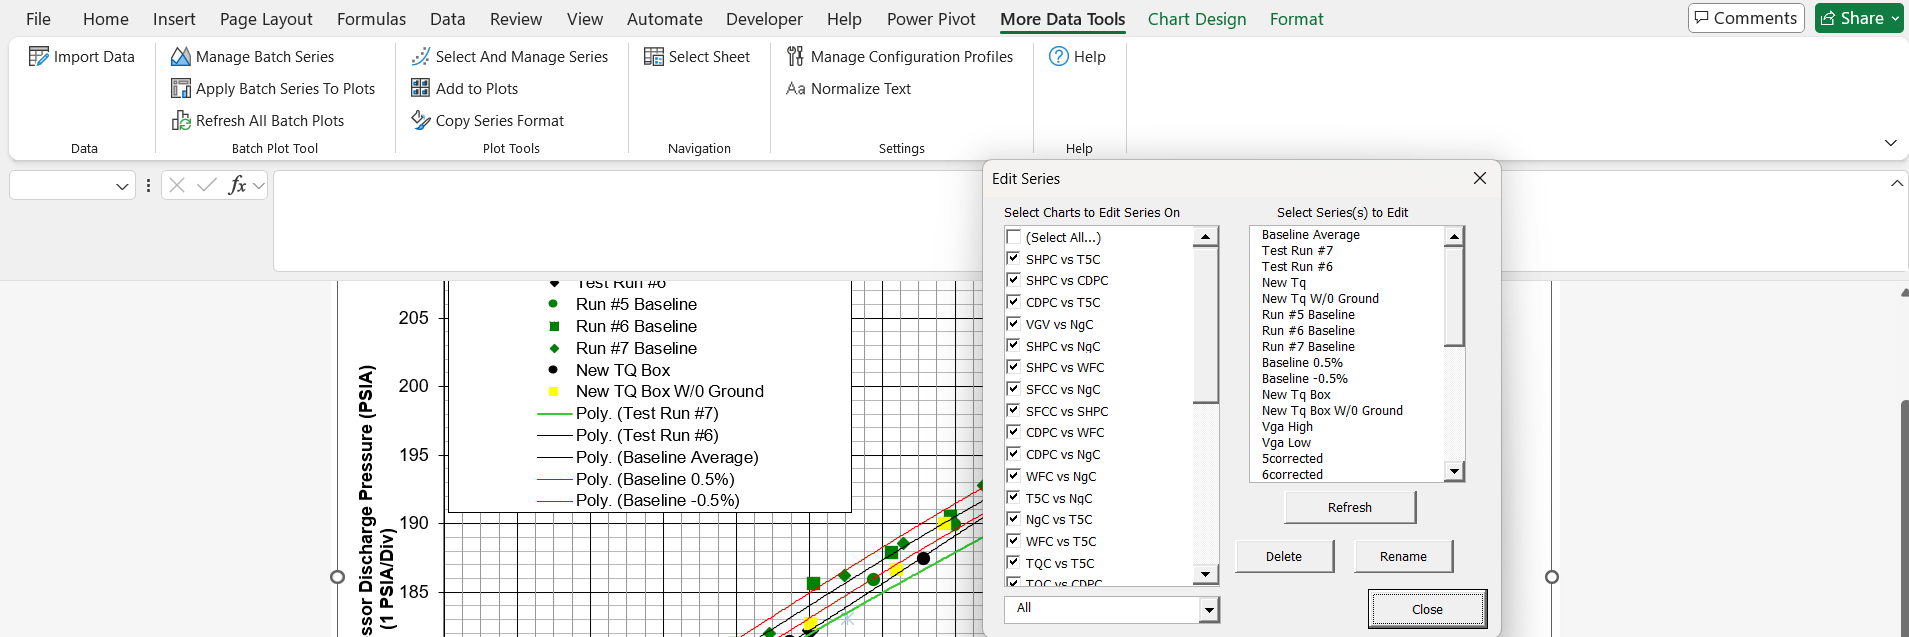 File Home Insert Page Layout Formulas Data Review View Automate Developer Help Power Pivot More Data Tools Chart Design Format Comments Share
Import Data
Data
Manage Batch Series
Apply Batch Series To Plots
Refresh All Batch Plots
Batch Plot Tool
Select And Manage Series
Add to Plots
Copy Series Format
Plot Tools
Select Sheet
Navigation
Manage Configuration Profiles
Aa Normalize Text
Settings
? Help
Help
fx
Test Run #6
Run #5 Baseline
Run #6 Baseline
Run #7 Baseline
New TQ Box
New TQ Box W/0 Ground
Poly. (Test Run #7)
Poly. (Test Run #6)
Poly. (Baseline Average)
Poly. (Baseline 0.5%)
Poly. (Baseline -0.5%)
205
200
195
190
185
ssor Discharge Pressure (PSIA)
(1 PSIA/Div)
Edit Series
Select Charts to Edit Series On
(Select All...)
SHPC vs T5C
SHPC vs CDPC
CDPC vs T5C
VGV vs NgC
SHPC vs NgC
SHPC vs WFC
SFCC vs NgC
SFCC vs SHPC
CDPC vs WFC
CDPC vs NgC
WFC vs NgC
T5C vs NgC
NgC vs T5C
WFC vs T5C
TQC vs T5C
TQC vs CDPC
All
Select Series(s) to Edit
Baseline Average
Test Run #7
Test Run #6
New Tq
New Tq W/0 Ground
Run #5 Baseline
Run #6 Baseline
Run #7 Baseline
Baseline 0.5%
Baseline -0.5%
New Tq Box
New Tq Box W/0 Ground
Vga High
Vga Low
5corrected
6corrected
Refresh
Delete Rename
Close